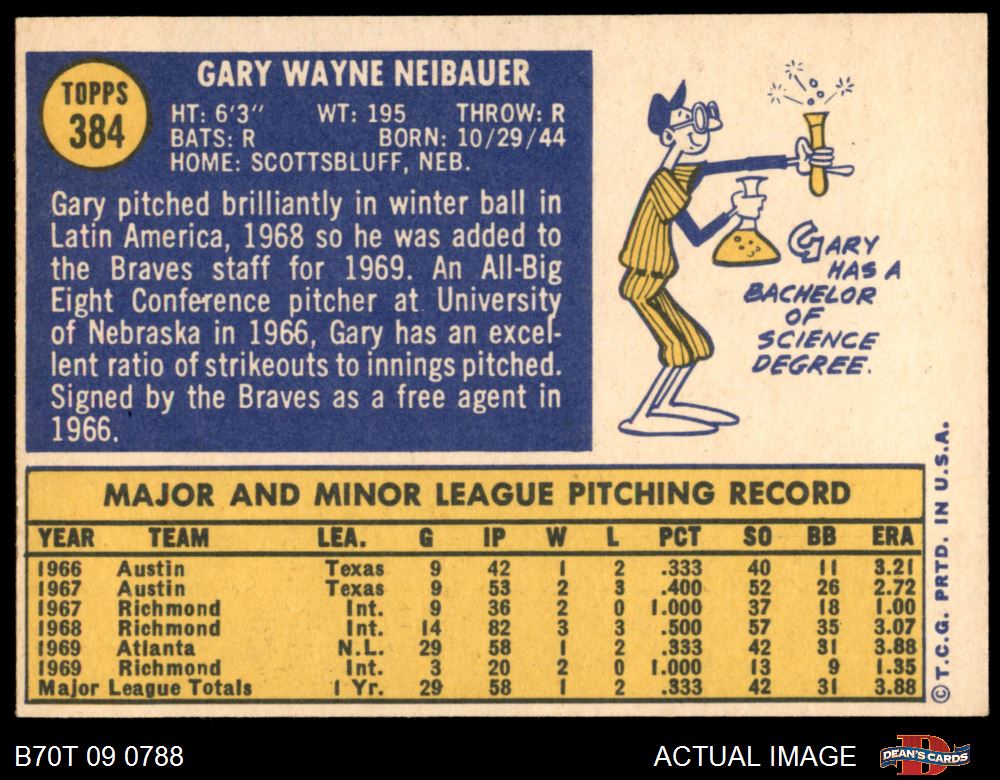 TOPPS
384
GARY WAYNE NEIBAUER
HT: 6'3" WT: 195 THROW: R
BATS: R BORN: 10/29/44
HOME: SCOTTSBLUFF, NEB.
Gary pitched brilliantly in winter ball in
Latin America, 1968 so he was added to
the Braves staff for 1969. An All-Big
Eight Conference pitcher at University
of Nebraska in 1966, Gary has an excel-
lent ratio of strikeouts to innings pitched.
Signed by the Braves as a free agent in
1966.
GARY
HAS A
BACHELOR
OF
SCIENCE
DEGREE.
MAJOR AND MINOR LEAGUE PITCHING RECORD
YEAR TEAM LEA. G IP W L PCT SO BB ERA
1966 Austin Texas 9 42 1 2 .333 40 11 3.21
1967 Austin Texas 9 53 2 3 .400 52 26 2.72
1967 Richmond Int. 9 36 2 0 1.000 37 18 1.00
1968 Richmond Int. 14 82 3 3 .500 57 35 3.07
1969 Atlanta N.L. 29 58 1 2 .333 42 31 3.88
1969 Richmond Int. 3 20 2 0 1.000 13 9 1.35
Major League Totals 1 Yr. 29 58 1 2 .333 42 31 3.88
© T.C.G. PRTD. IN U.S.A.
B70T 09 0788
ACTUAL IMAGE
DEAN'S CARDS